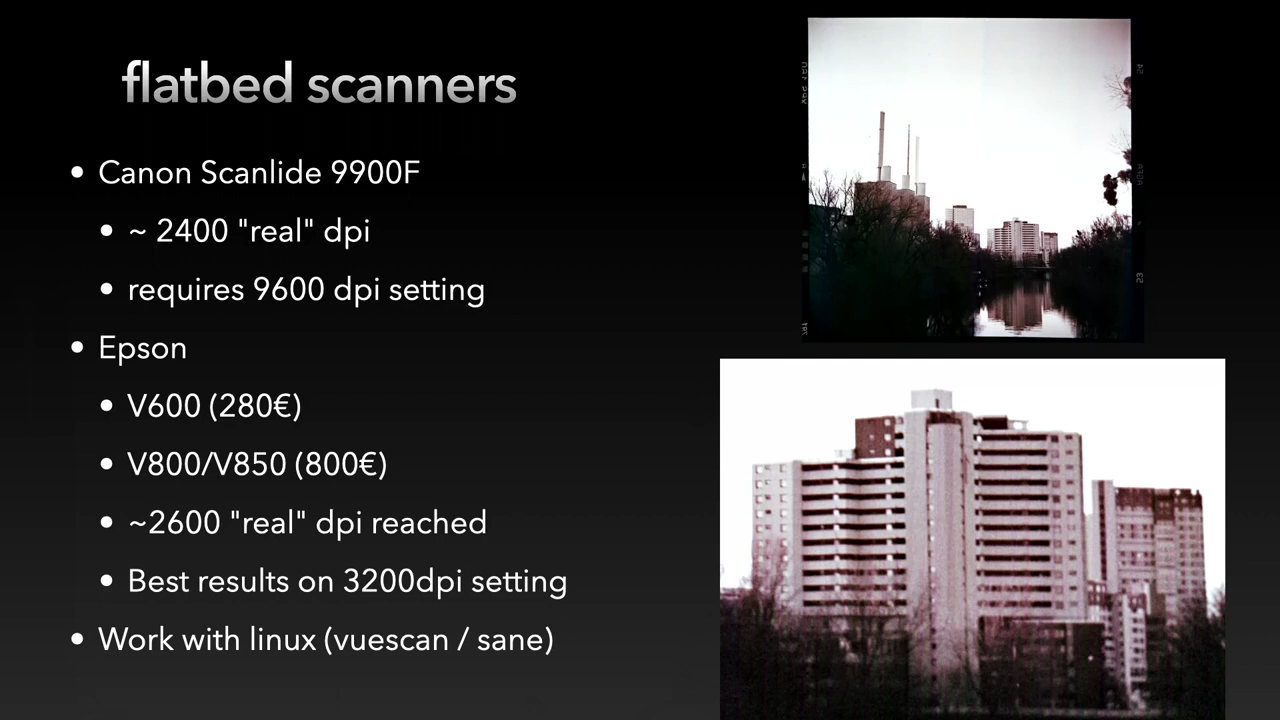 flatbed scanners
• Canon Scanlide 9900F
• ~ 2400 "real" dpi
• requires 9600 dpi setting
• Epson
• V600 (280€)
• V800/V850 (800€)
• ~2600 "real" dpi reached
• Best results on 3200dpi setting
• Work with linux (vuescan / sane)